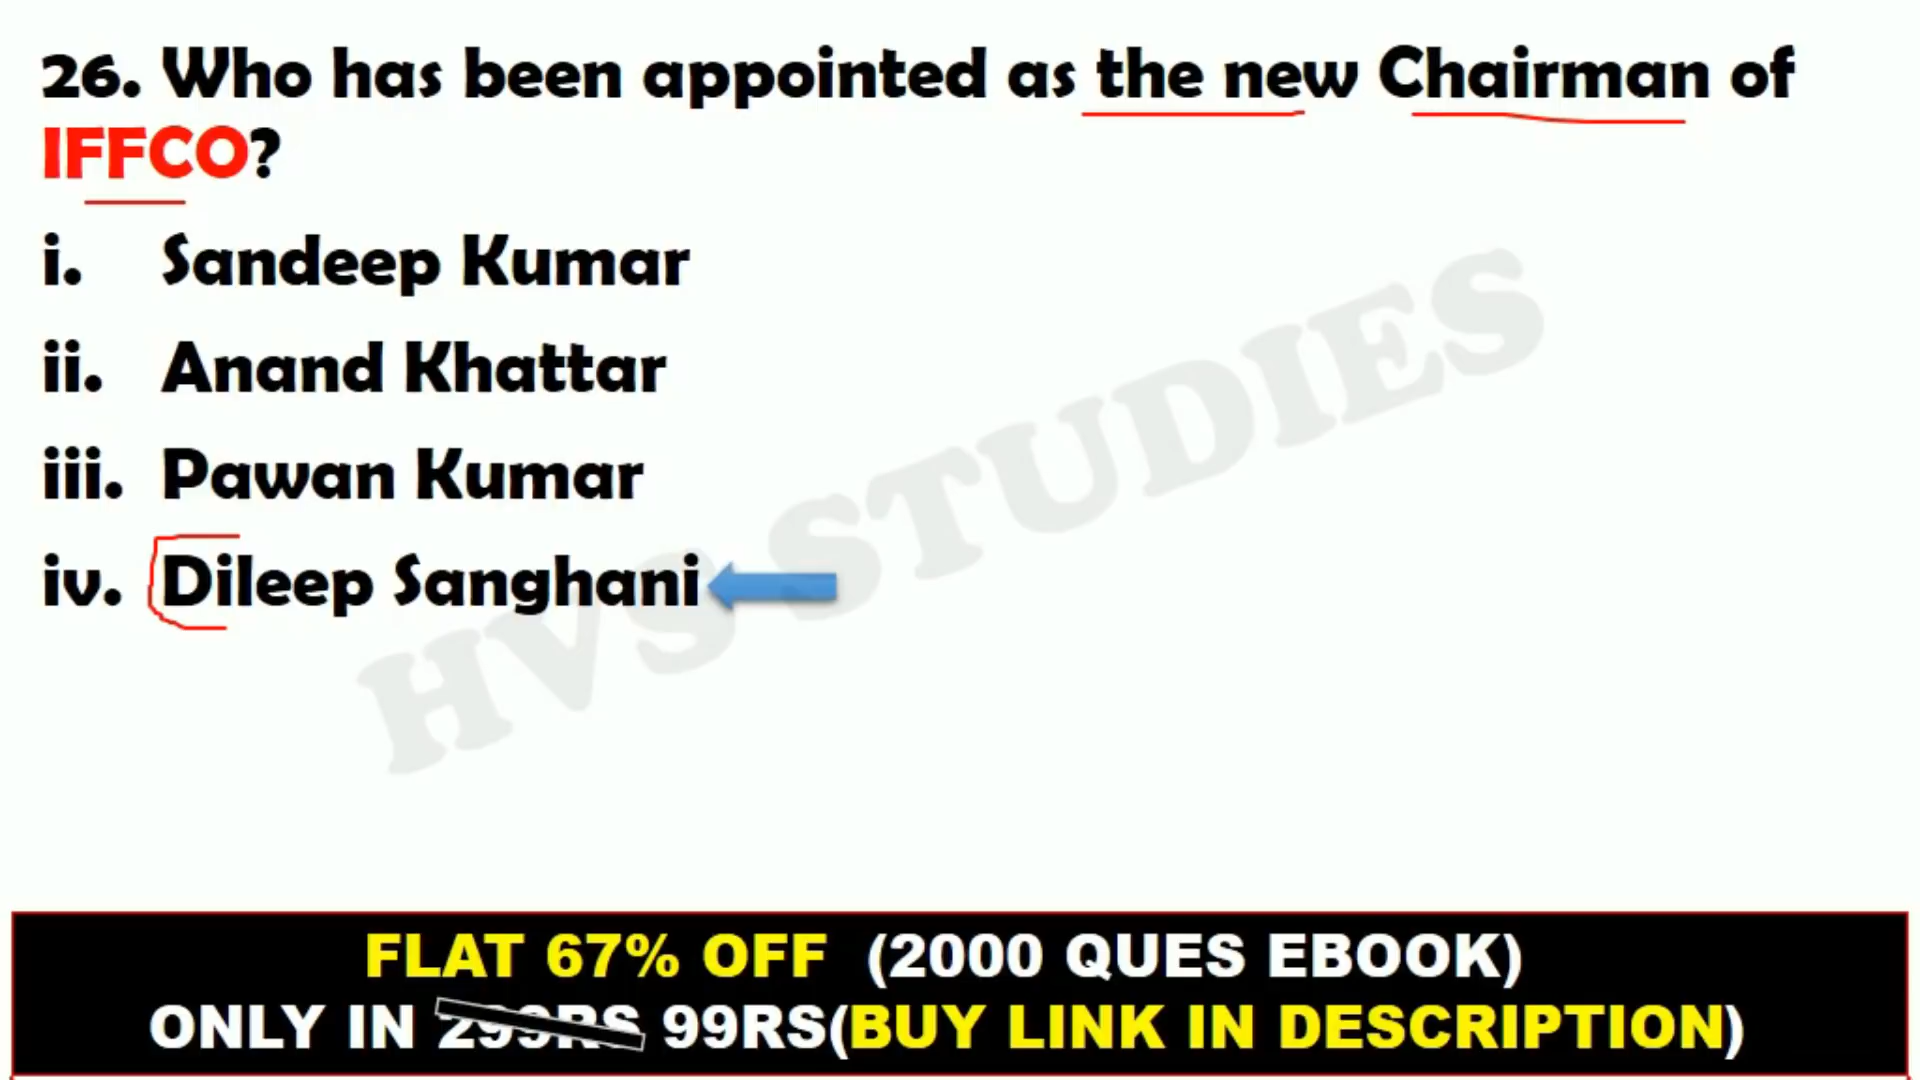 26. Who has been appointed as the new Chairman of
IFFCO?
i. Sandeep Kumar
ii. Anand Khattar
iii. Pawan Kumar
iv. Dileep Sanghani
HVS STUDIES
FLAT 67% OFF (2000 QUES EBOOK)
ONLY IN 299RS 99RS(BUY LINK IN DESCRIPTION)